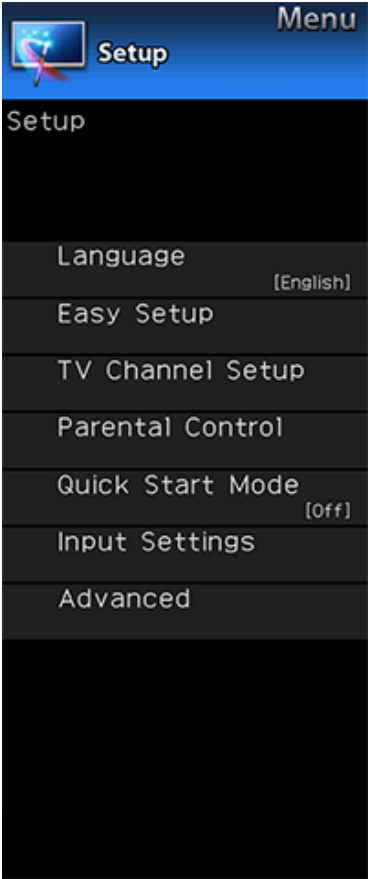 Menu
Setup
Setup
Language
[English]
Easy Setup
TV Channel Setup
Parental Control
Quick Start Mode
[Off]
Input Settings
Advanced